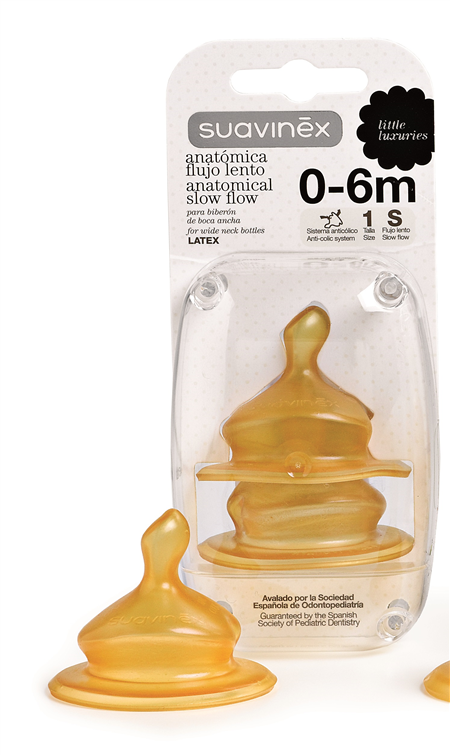 suavinēx
little
luxuries
anatómica
flujo lento
anatomical
slow flow
para biberón
de boca ancha
for wide neck bottles
LATEX
0-6m
Sistema anticólico
Anti-colic system
1
Talla
Size
S
Flujo lento
Slow flow
SUAVINEX
Avalado por la Sociedad
Española de Odontopediatría
Guaranteed by the Spanish
Society of Pediatric Dentistry
SUAVINEX